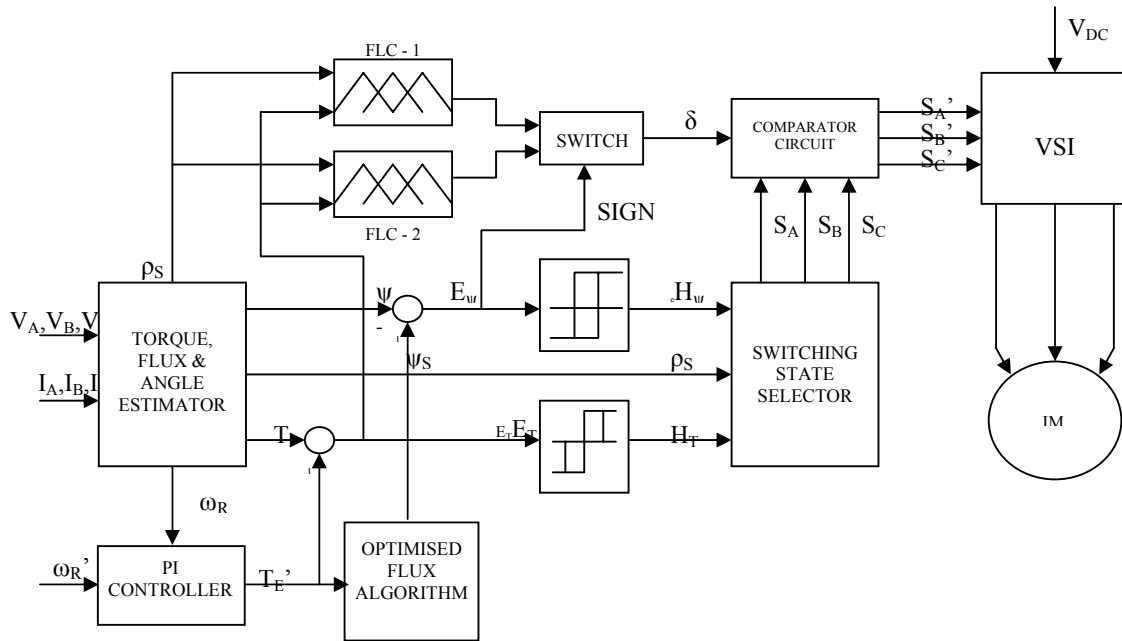 FLC - 1
V_DC
SWITCH
δ
COMPARATOR
CIRCUIT
S_A’
S_B’
S_C’
VSI
FLC - 2
SIGN
S_A S_B S_C
ρ_S
V_A,V_B,V
I_A,I_B,I
TORQUE,
FLUX &
ANGLE
ESTIMATOR
ψ
-
E_ψ
H_ψ
ψ_S
ρ_S
SWITCHING
STATE
SELECTOR
T
E_T E_T
H_T
IM
ω_R
ω_R’
PI
CONTROLLER
T_E’
OPTIMISED
FLUX
ALGORITHM